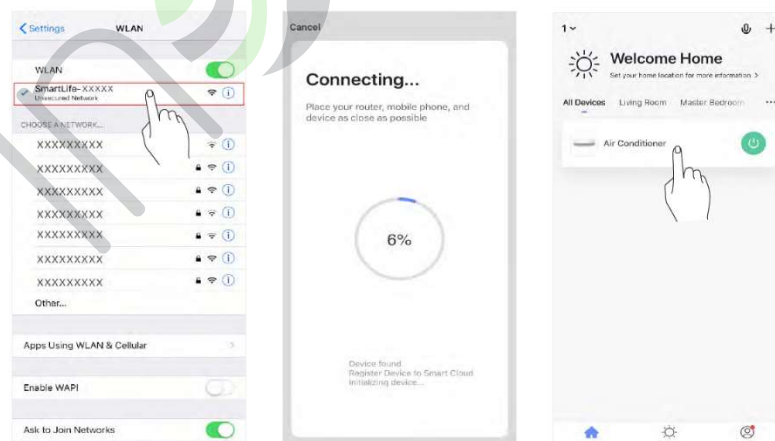 Settings WLAN
WLAN
SmartLife-XXXXX
Unsecured Network
CHOOSE A NETWORK...
XXXXXXXXX
XXXXXXXXX
XXXXXXXXX
XXXXXXXXX
XXXXXXXXX
XXXXXXXXX
XXXXXXXXX
Other...
Apps Using WLAN & Cellular
Enable WAPI
Ask to Join Networks
Cancel
Connecting...
Place your router, mobile phone, and
device as close as possible
6%
Device found
Register Device to Smart Cloud
Initializing device...
1
Welcome Home
Set your home location for more information >
All Devices Living Room Master Bedroom ...
Air Conditioner